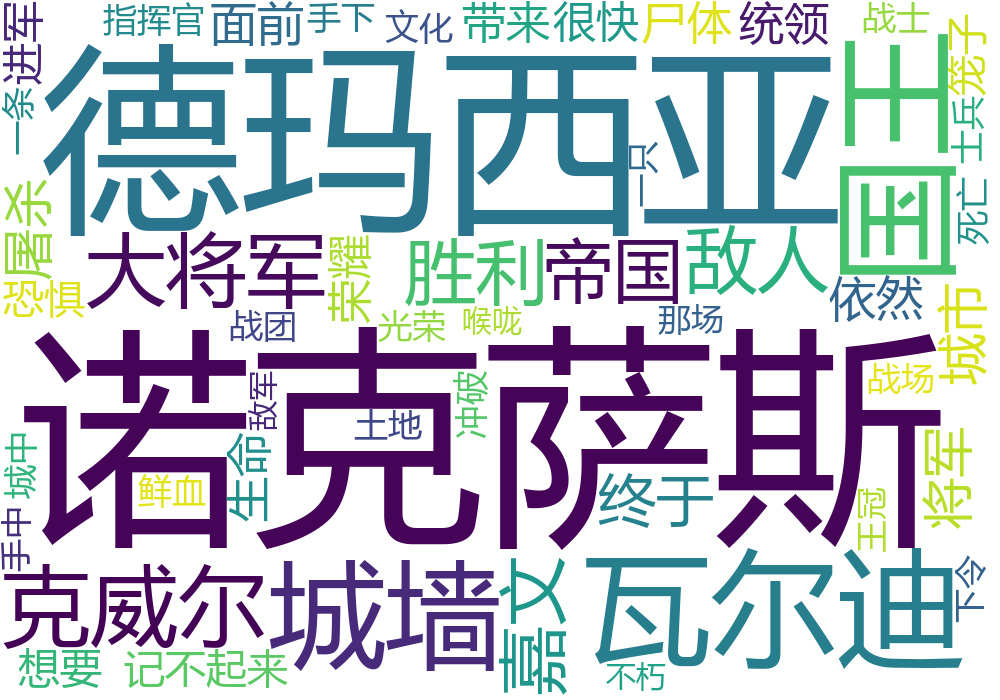 指挥官
面前
手下
文化
带来
很快
尸体
统领
战士
进军
德玛西亚
国王
笼子
一条
一只
士兵
死亡
屠杀
恐惧
大将军
荣耀
胜利
帝国
敌人
依然
城市
战团
光荣
喉咙
那场
诺克萨斯
敌军
土地
冲破
战场
城中
生命
鲜血
终于
将军
手中
王冠
克威尔
城墙
嘉文
瓦尔迪
下令
想要
记不起来
不朽